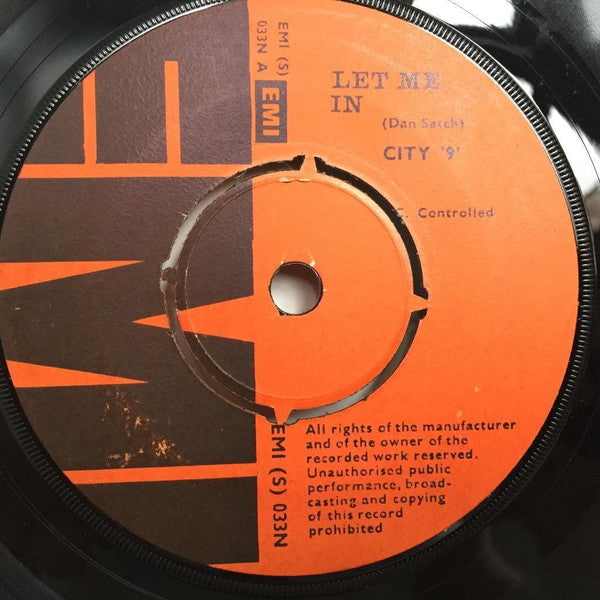 EMI (S)
033N A
EMI
LET ME
IN
(Dan Satch)
CITY '9'
C. Controlled
All rights of the manufacturer
and of the owner of the
recorded work reserved.
Unauthorised public
performance, broad-
casting and copying
of this record
prohibited
EMI (S) 033N
EMI